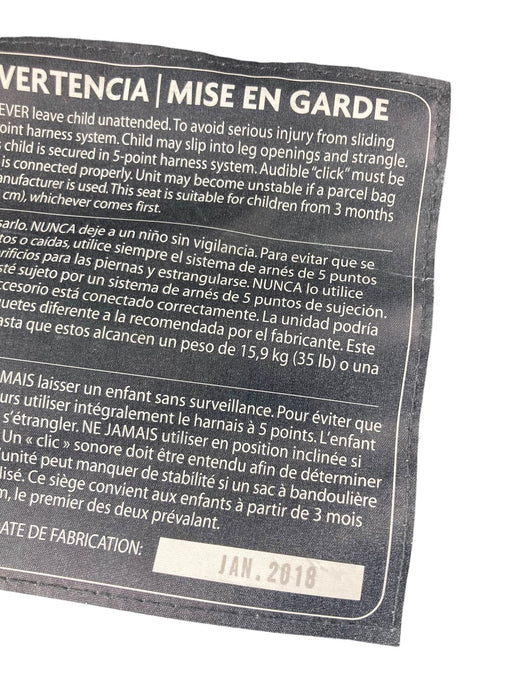 VERTENCIA | MISE EN GARDE
EVER leave child unattended. To avoid serious injury from sliding
oint harness system. Child may slip into leg openings and strangle.
s child is secured in 5-point harness system. Audible “click” must be
is connected properly. Unit may become unstable if a parcel bag
anufacturer is used. This seat is suitable for children from 3 months
cm), whichever comes first.
sarlo. NUNCA deje a un niño sin vigilancia. Para evitar que se
tos o caídas, utilice siempre el sistema de arnés de 5 puntos
rificios para las piernas y estrangularse. NUNCA lo utilice
sté sujeto por un sistema de arnés de 5 puntos de sujeción.
ccesorio está conectado correctamente. La unidad podría
quetes diferente a la recomendada por el fabricante. Este
asta que estos alcancen un peso de 15,9 kg (35 lb) o una
AMAIS laisser un enfant sans surveillance. Pour éviter que
urs utiliser intégralement le harnais à 5 points. L’enfant
s’étrangler. NE JAMAIS utiliser en position inclinée si
Un « clic » sonore doit être entendu afin de déterminer
’unité peut manquer de stabilité si un sac à bandoulière
lisé. Ce siège convient aux enfants à partir de 3 mois
m, le premier des deux prévalant.
ATE DE FABRICATION:
JAN. 2018